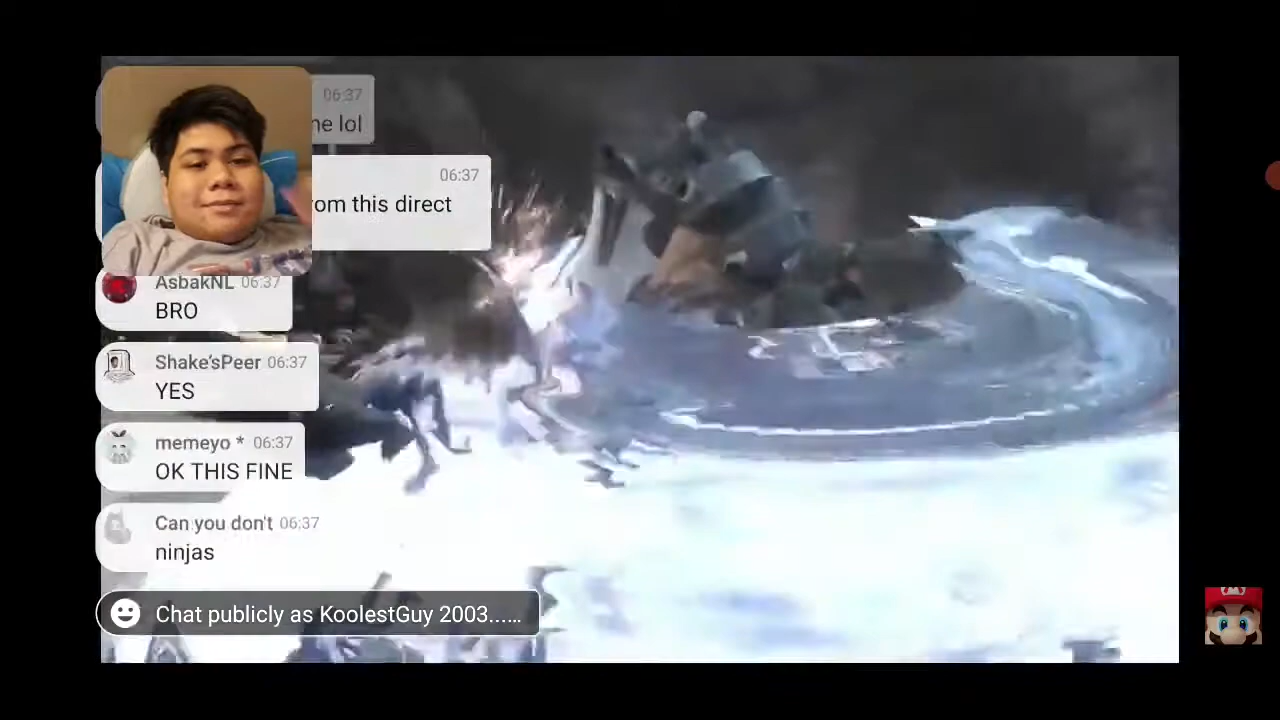 06:37
ne lol
06:37
rom this direct
AsbakNL 06:37
BRO
Shake'sPeer 06:37
YES
memeyo * 06:37
OK THIS FINE
Can you don't 06:37
ninjas
Chat publicly as KoolestGuy 2003......
M